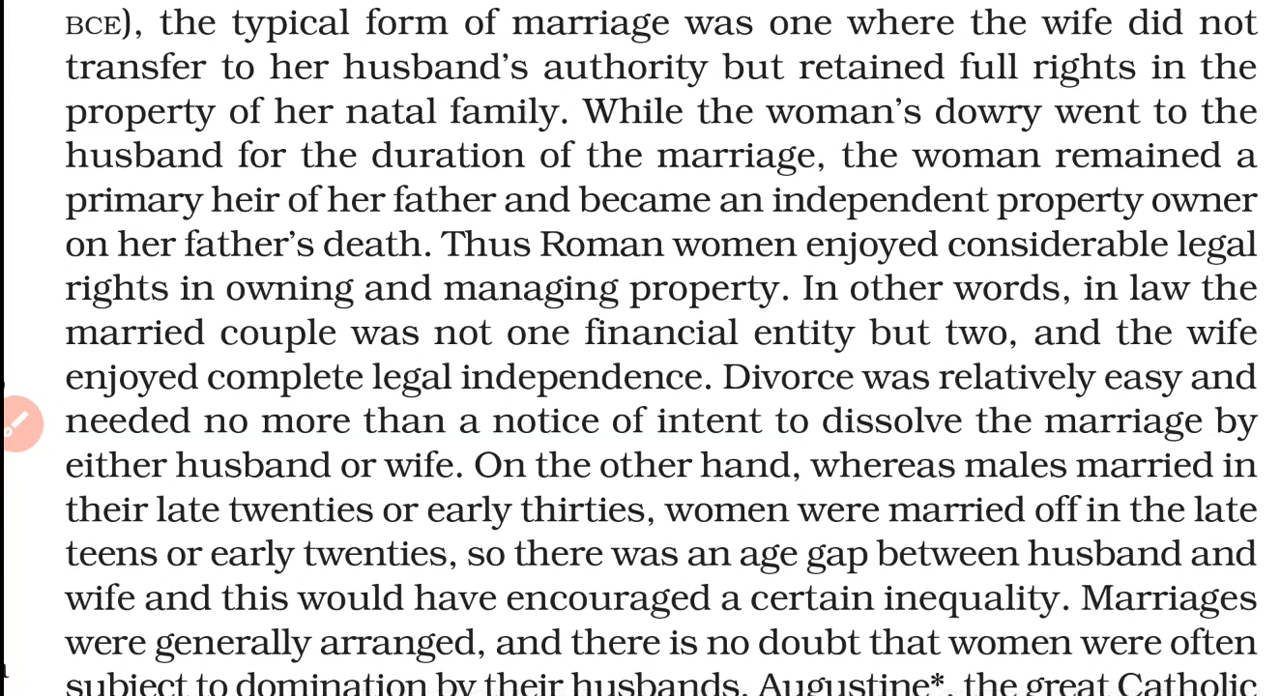 BCE), the typical form of marriage was one where the wife did not
transfer to her husband’s authority but retained full rights in the
property of her natal family. While the woman’s dowry went to the
husband for the duration of the marriage, the woman remained a
primary heir of her father and became an independent property owner
on her father’s death. Thus Roman women enjoyed considerable legal
rights in owning and managing property. In other words, in law the
married couple was not one financial entity but two, and the wife
enjoyed complete legal independence. Divorce was relatively easy and
needed no more than a notice of intent to dissolve the marriage by
either husband or wife. On the other hand, whereas males married in
their late twenties or early thirties, women were married off in the late
teens or early twenties, so there was an age gap between husband and
wife and this would have encouraged a certain inequality. Marriages
were generally arranged, and there is no doubt that women were often
subject to domination by their husbands. Augustine*, the great Catholic